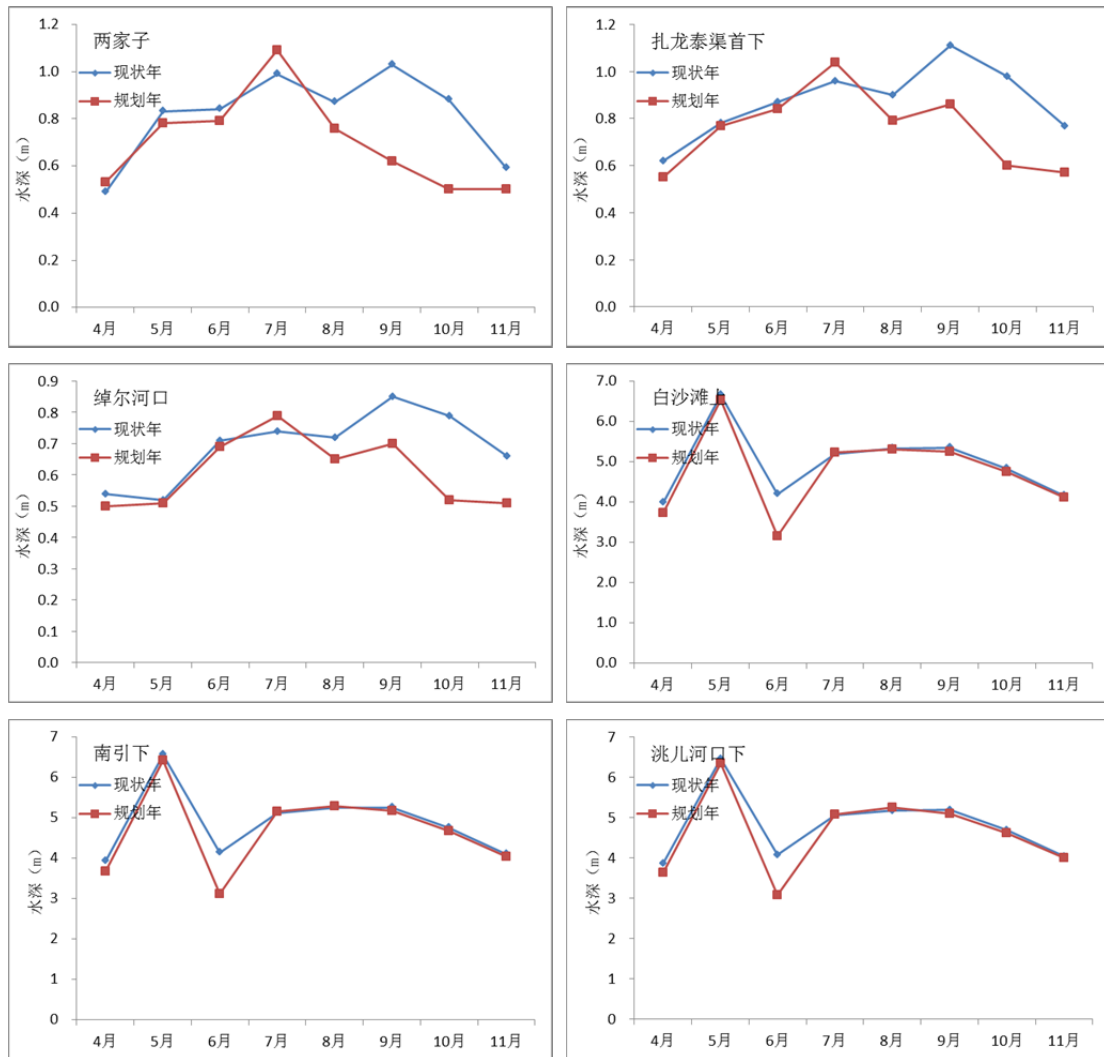 两家子
现状年
规划年
水深（m）
1.2
1.0
0.8
0.6
0.4
0.2
0.0
4月 5月 6月 7月 8月 9月 10月 11月
扎龙泰渠首下
现状年
规划年
水深（m）
1.2
1.0
0.8
0.6
0.4
0.2
0.0
4月 5月 6月 7月 8月 9月 10月 11月
绰尔河口
现状年
规划年
水深（m）
0.9
0.8
0.7
0.6
0.5
0.4
0.3
0.2
0.1
0.0
4月 5月 6月 7月 8月 9月 10月 11月
白沙滩上
现状年
规划年
水深（m）
7.0
6.0
5.0
4.0
3.0
2.0
1.0
0.0
4月 5月 6月 7月 8月 9月 10月 11月
南引下
现状年
规划年
水深（m）
7
6
5
4
3
2
1
0
4月 5月 6月 7月 8月 9月 10月 11月
洮儿河口下
现状年
规划年
水深（m）
7
6
5
4
3
2
1
0
4月 5月 6月 7月 8月 9月 10月 11月